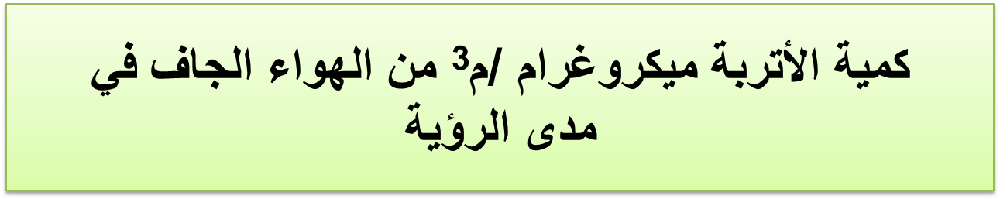 كمية الأتربة ميكروغرام /م3 من الهواء الجاف في
مدى الرؤية